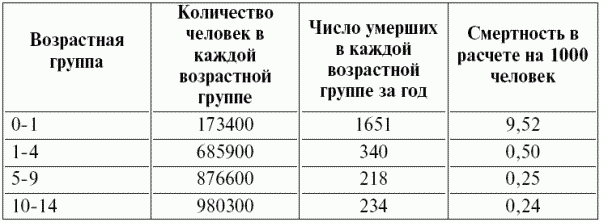 Возрастная
группа
Количество
человек в
каждой
возрастной
группе
Число умерших
в каждой
возрастной
группе за год
Смертность в
расчете на 1000
человек
0-1 173400 1651 9,52
1-4 685900 340 0,50
5-9 876600 218 0,25
10-14 980300 234 0,24